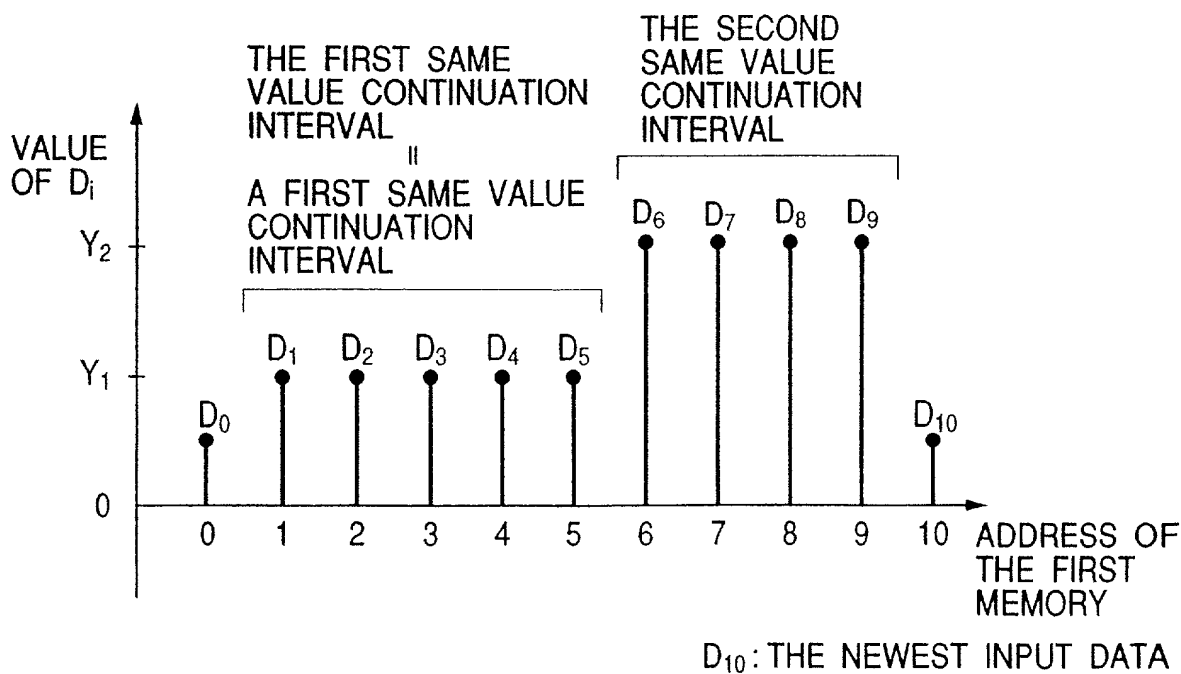 THE FIRST SAME
VALUE CONTINUATION
INTERVAL
=
A FIRST SAME VALUE
CONTINUATION
INTERVAL
THE SECOND
SAME VALUE
CONTINUATION
INTERVAL
VALUE
OF Di
Y2
Y1
0
D0
D1 D2 D3 D4 D5
D6 D7 D8 D9
D10
0 1 2 3 4 5 6 7 8 9 10
ADDRESS OF
THE FIRST
MEMORY
D10: THE NEWEST INPUT DATA